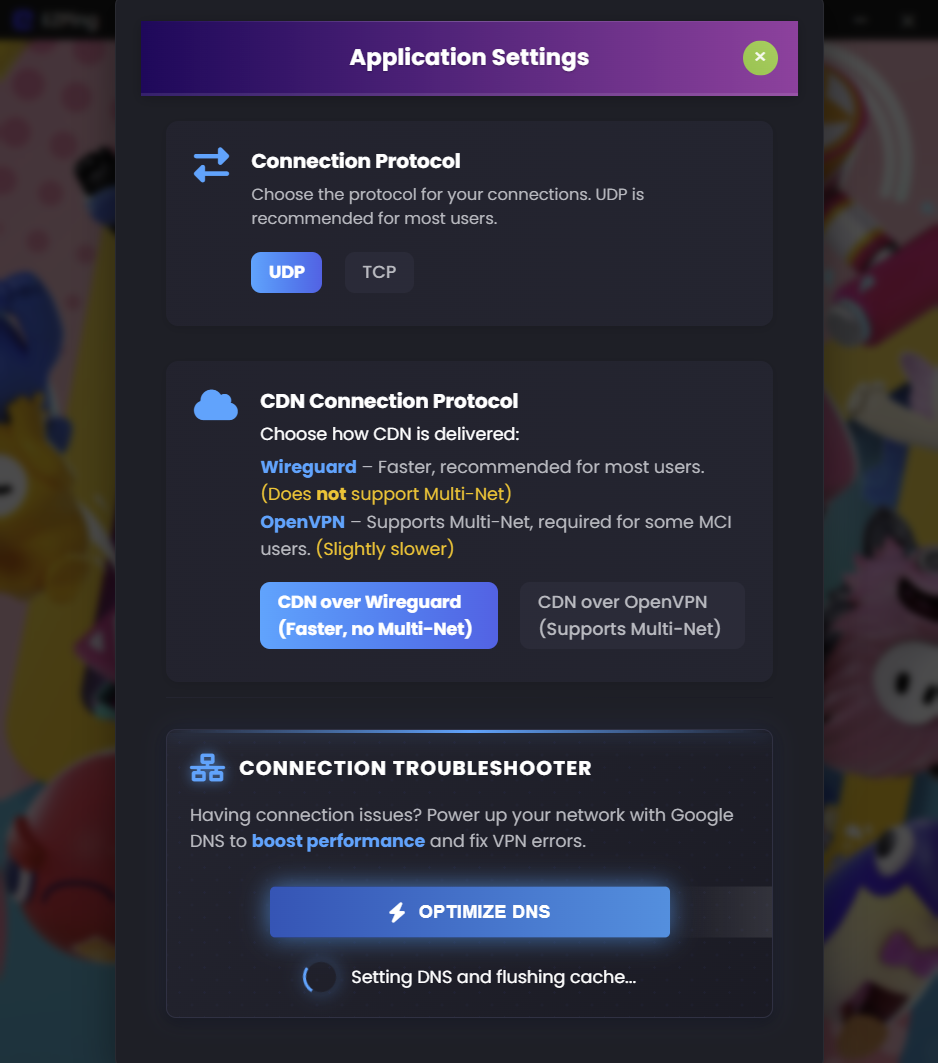 EZPing
Application Settings
×
Connection Protocol
Choose the protocol for your connections. UDP is
recommended for most users.
UDP
TCP
CDN Connection Protocol
Choose how CDN is delivered:
Wireguard – Faster, recommended for most users.
(Does not support Multi-Net)
OpenVPN – Supports Multi-Net, required for some MCI
users. (Slightly slower)
CDN over Wireguard
(Faster, no Multi-Net)
CDN over OpenVPN
(Supports Multi-Net)
CONNECTION TROUBLESHOOTER
Having connection issues? Power up your network with Google
DNS to boost performance and fix VPN errors.
OPTIMIZE DNS
Setting DNS and flushing cache...